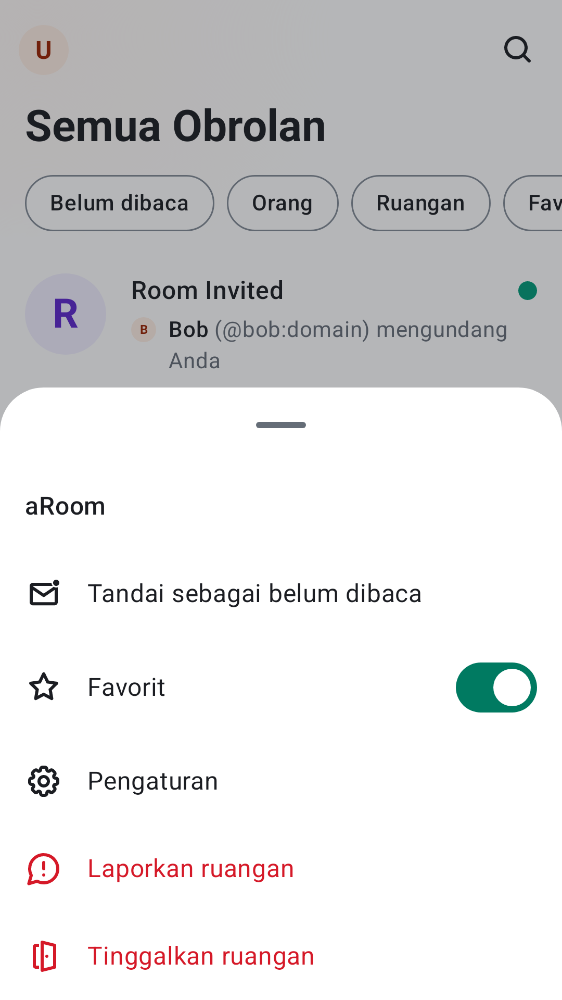 U
Semua Obrolan
Belum dibaca
Orang
Ruangan
Fav
R
Room Invited
B
Bob (@bob:domain) mengundang
Anda
aRoom
Tandai sebagai belum dibaca
Favorit
Pengaturan
Laporkan ruangan
Tinggalkan ruangan